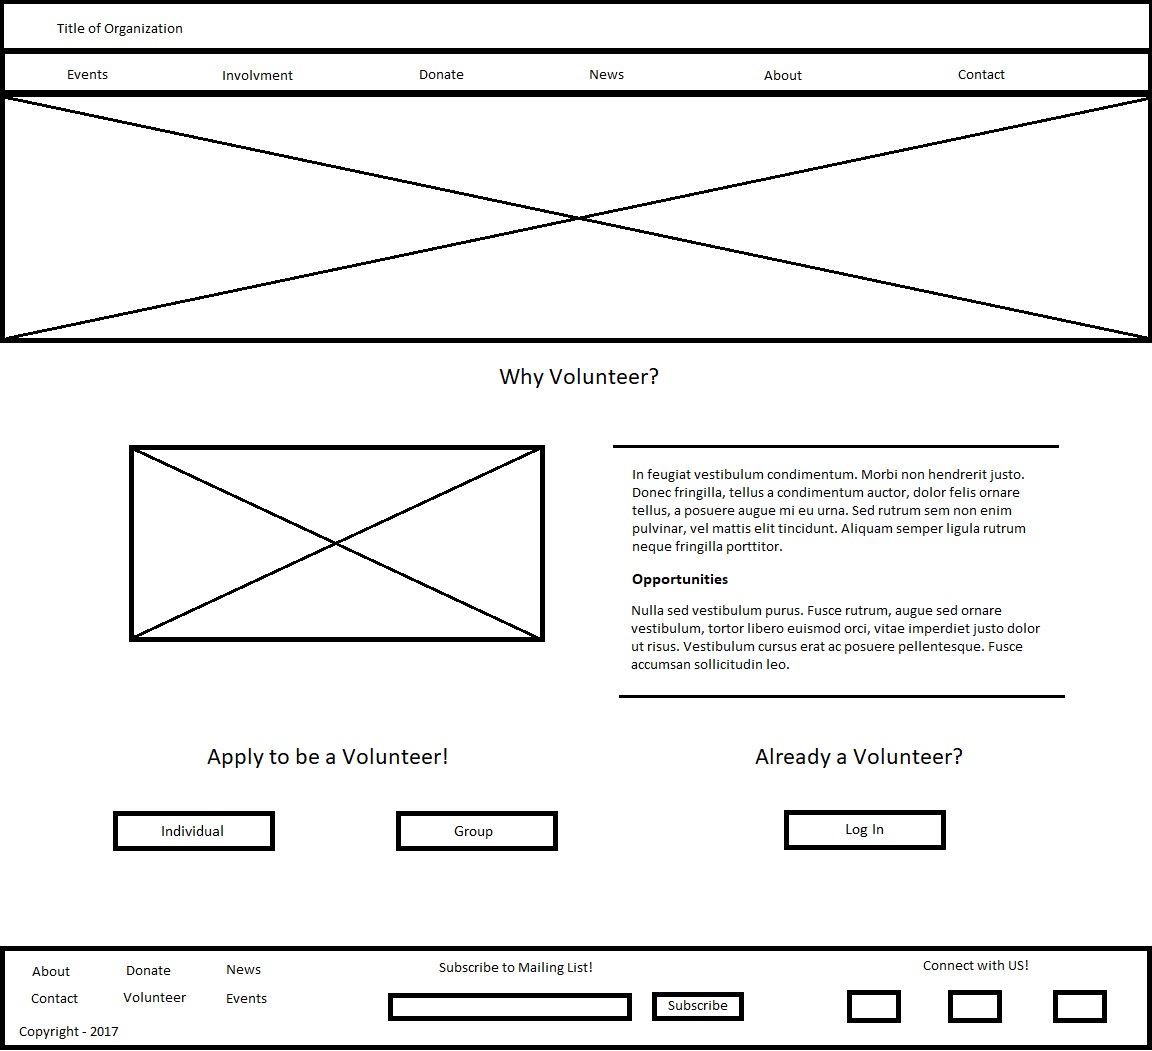 Title of Organization
Events Involvment Donate News About Contact
Why Volunteer?
In feugiat vestibulum condimentum. Morbi non hendrerit justo.
Donec fringilla, tellus a condimentum auctor, dolor felis ornare
tellus, a posuere augue mi eu urna. Sed rutrum sem non enim
pulvinar, vel mattis elit tincidunt. Aliquam semper ligula rutrum
neque fringilla porttitor.
Opportunities
Nulla sed vestibulum purus. Fusce rutrum, augue sed ornare
vestibulum, tortor libero euismod orci, vitae imperdiet justo dolor
ut risus. Vestibulum cursus erat ac posuere pellentesque. Fusce
accumsan sollicitudin leo.
Apply to be a Volunteer!
Individual Group
Already a Volunteer?
Log In
About Donate News
Contact Volunteer Events
Copyright - 2017
Subscribe to Mailing List!
Subscribe
Connect with US!